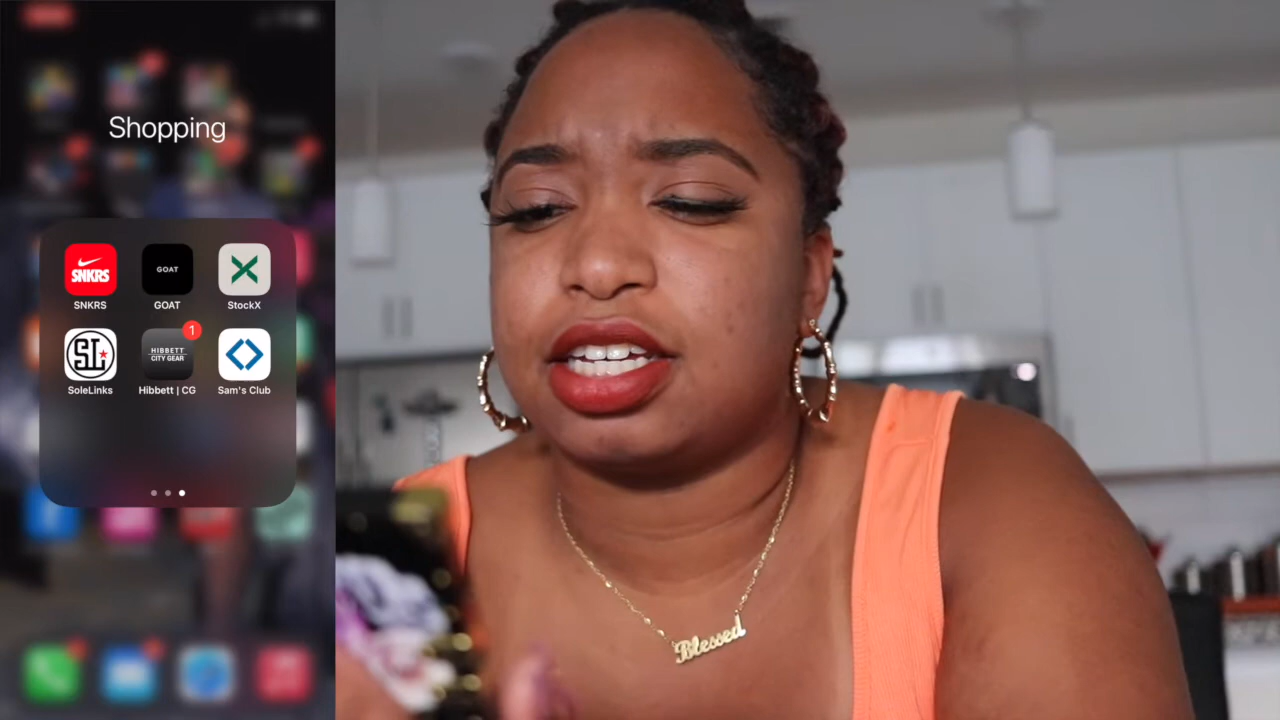 Shopping
SNKRS
GOAT
SNKRS
GOAT
StockX
SL
HIBBETT
CITY GEAR
1
SoleLinks
Hibbett | CG
Sam's Club
Blessed